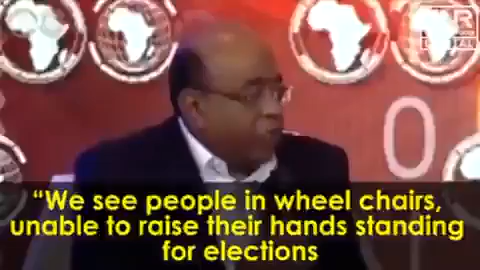 “We see people in wheel chairs,
unable to raise their hands standing
for elections